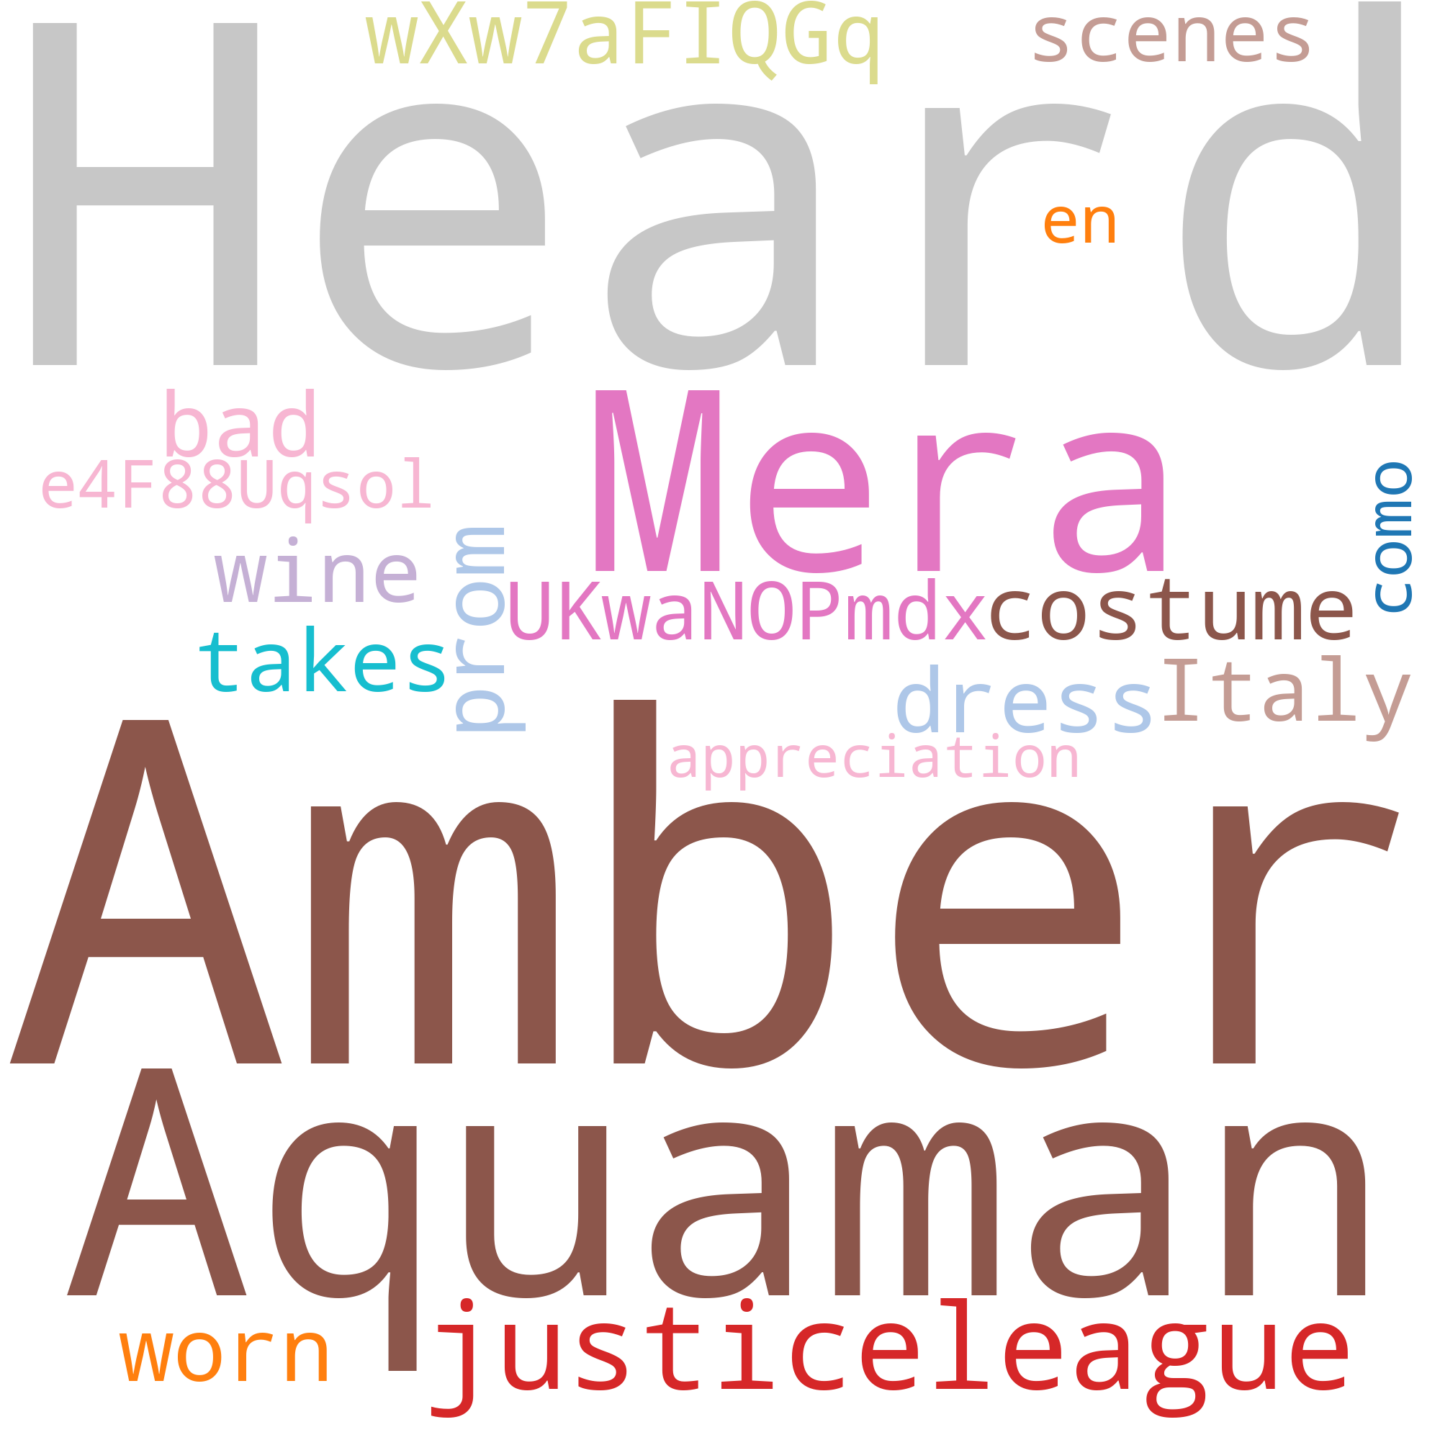 wXw7aFIQGq scenes
Heard
en
bad
Mera
e4F88Uqsol
como
wine
prom
UKwaNOPmdx
costume
takes
dress
Italy
appreciation
Amber
Aquaman
worn
justiceleague